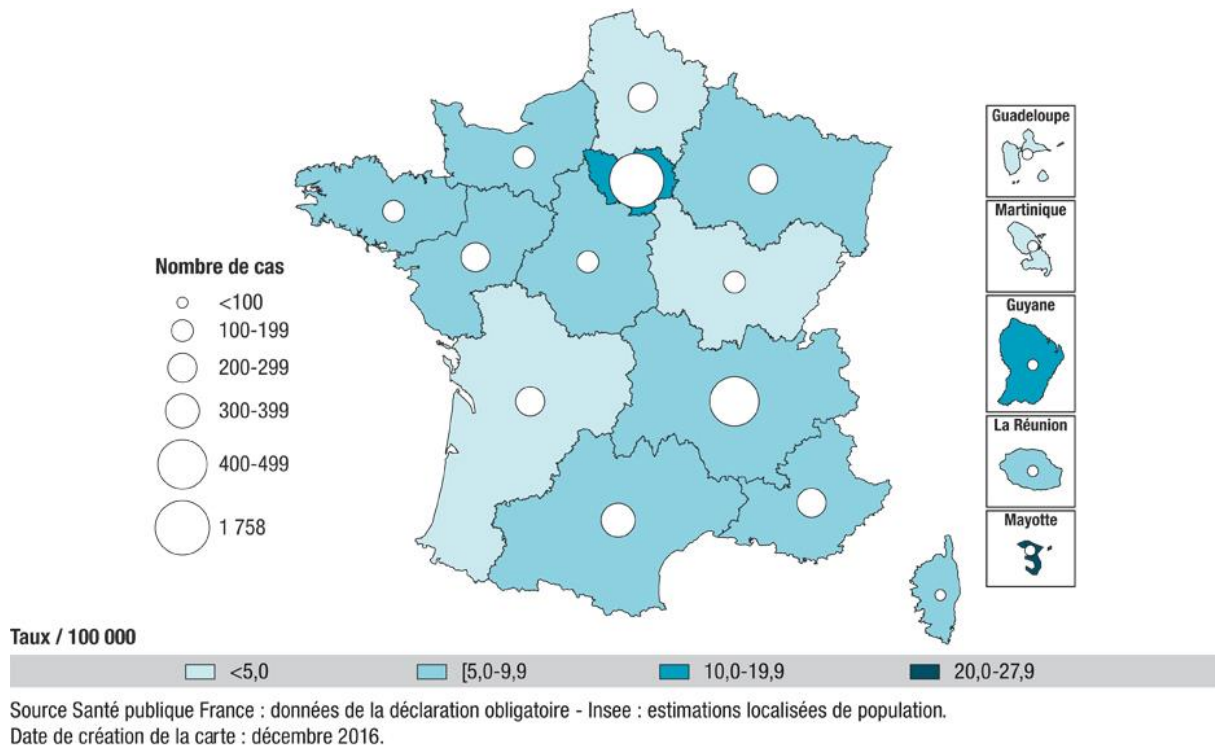 Guadeloupe
Martinique
Guyane
La Réunion
Mayotte
Nombre de cas
<100
100-199
200-299
300-399
400-499
1 758
Taux / 100 000
<5,0
[5,0-9,9
10,0-19,9
20,0-27,9
Source Santé publique France : données de la déclaration obligatoire - Insee : estimations localisées de population.
Date de création de la carte : décembre 2016.